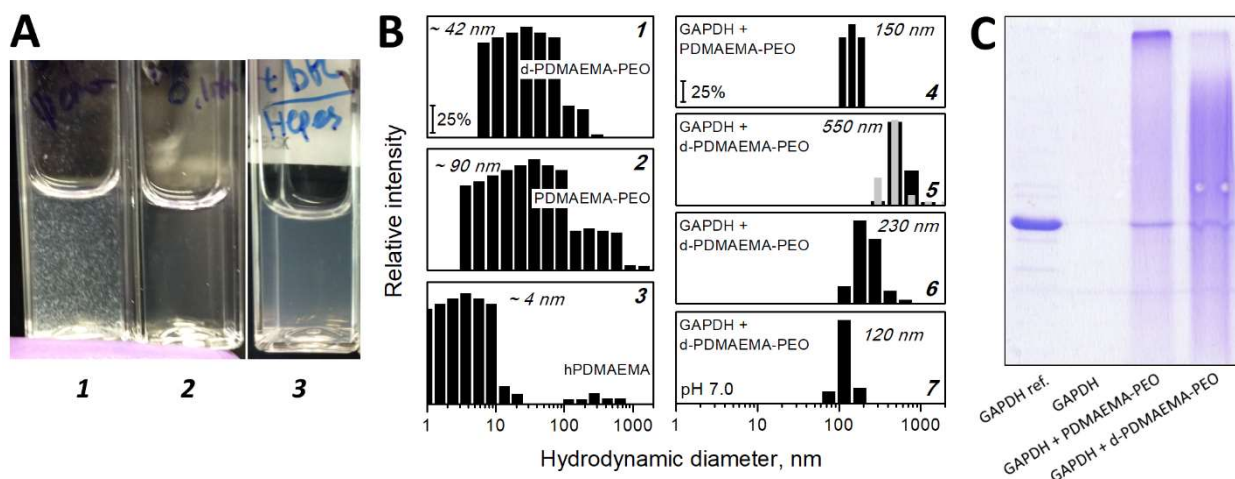 A
1
2
3
+ bac
Hepes
B
Relative intensity
~ 42 nm
1
d-PDMAEMA-PEO
25%
~ 90 nm
2
PDMAEMA-PEO
3
~ 4 nm
hPDMAEMA
1
10
100
1000
GAPDH +
PDMAEMA-PEO
150 nm
25%
4
GAPDH +
d-PDMAEMA-PEO
550 nm
5
GAPDH +
d-PDMAEMA-PEO
230 nm
6
GAPDH +
d-PDMAEMA-PEO
120 nm
pH 7.0
7
1
10
100
1000
Hydrodynamic diameter, nm
C
GAPDH ref.
GAPDH
GAPDH + PDMAEMA-PEO
GAPDH + d-PDMAEMA-PEO